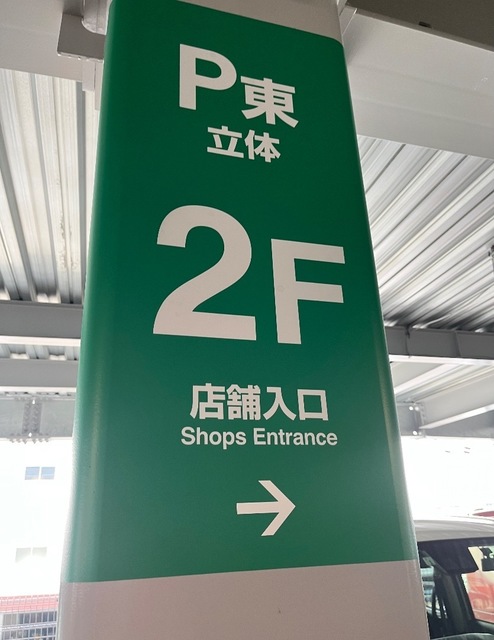 P東
立体
2F
店舗入口
Shops Entrance
→